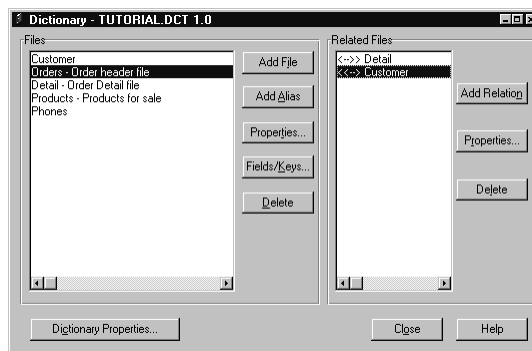 Dictionary - TUTORIAL.DCT 1.0
Files
Customer
Orders - Order header file
Detail - Order Detail file
Products - Products for sale
Phones
Add File
Add Alias
Properties...
Fields/Keys...
Delete
Related Files
<-->> Detail
<<--> Customer
Add Relation
Properties...
Delete
Dictionary Properties...
Close
Help